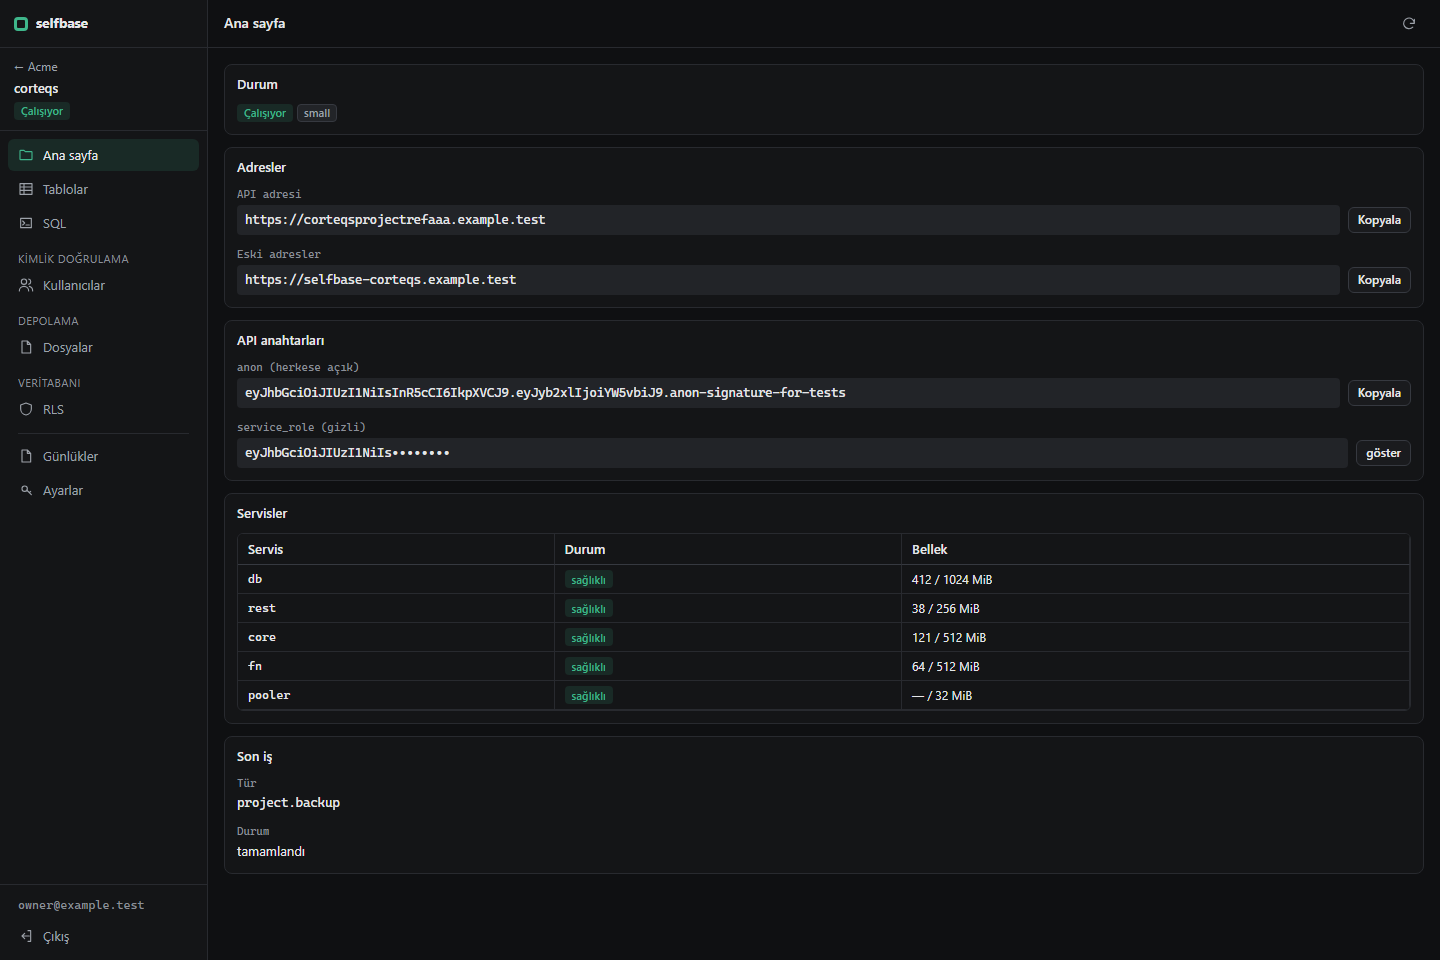 selfbase
Ana sayfa
← Acme
corteqs
Çalışıyor
Ana sayfa
Tablolar
SQL
KİMLİK DOĞRULAMA
Kullanıcılar
DEPOLAMA
Dosyalar
VERİTABANI
RLS
Günlükler
Ayarlar
owner@example.test
Çıkış
Durum
Çalışıyor small
Adresler
API adresi
https://corteqsprojectrefaaa.example.test Kopyala
Eski adresler
https://selfbase-corteqs.example.test Kopyala
API anahtarları
anon (herkese açık)
eyJhbGciOiJIUzI1NiIsInR5cCI6IkpXVCJ9.eyJyb2xlIjoiYW5vbiJ9.anon-signature-for-tests Kopyala
service_role (gizli)
eyJhbGciOiJIUzI1NiIs•••••••• göster
Servisler
Servis Durum Bellek
db sağlıklı 412 / 1024 MiB
rest sağlıklı 38 / 256 MiB
core sağlıklı 121 / 512 MiB
fn sağlıklı 64 / 512 MiB
pooler sağlıklı — / 32 MiB
Son iş
Tür
project.backup
Durum
tamamlandı